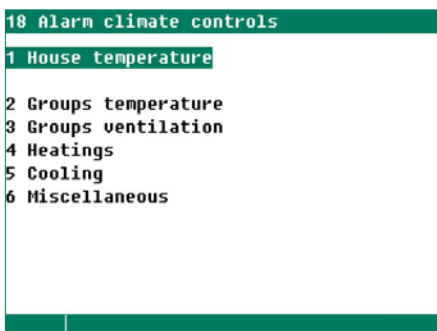 18 Alarm climate controls
1 House temperature
2 Groups temperature
3 Groups ventilation
4 Heatings
5 Cooling
6 Miscellaneous